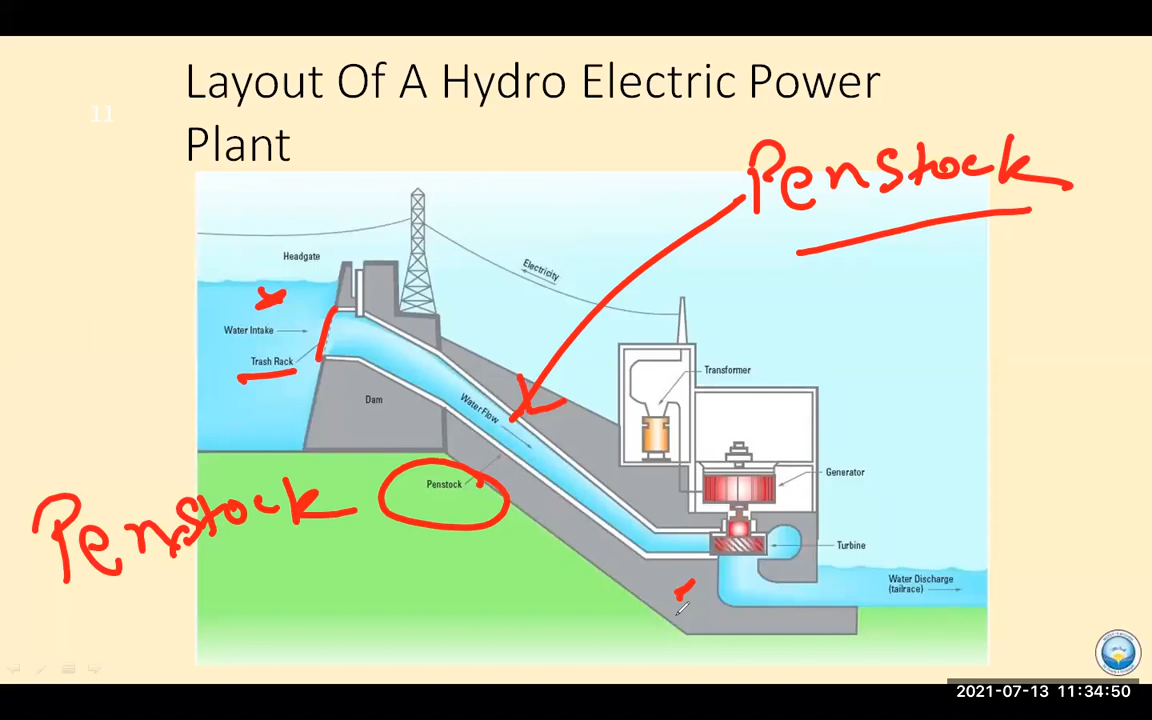 Layout Of A Hydro Electric Power
Plant
11
Penstock
Headgate
Electricity
Water Intake
Trash Rack
Transformer
Dam
Water Flow
Generator
Penstock
Penstock
Turbine
Water Discharge
(tailrace)
2021-07-13 11:34:50